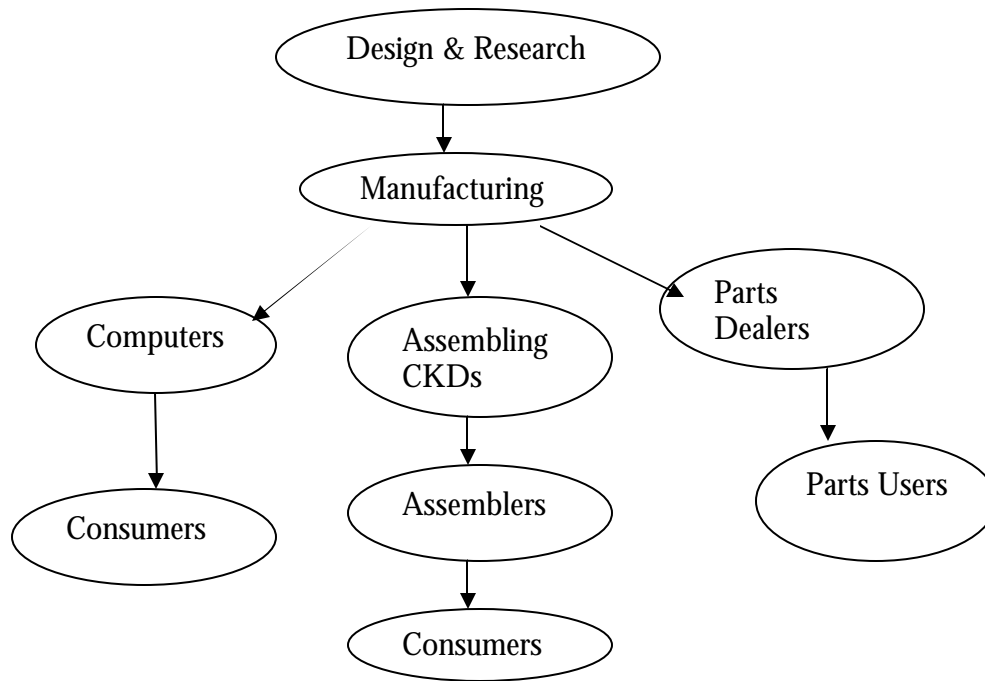 Design & Research
Manufacturing
Computers
Assembling
CKDs
Parts
Dealers
Consumers
Assemblers
Parts Users
Consumers